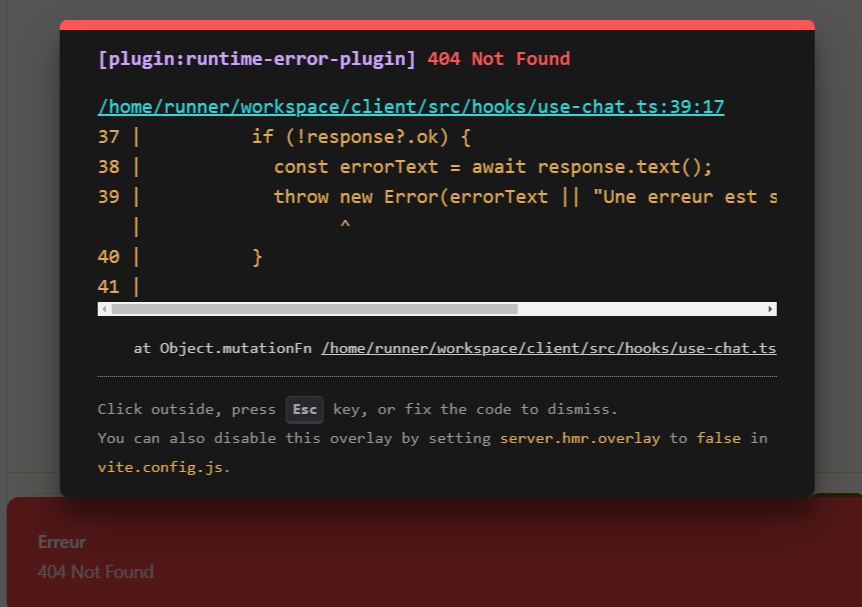 [plugin:runtime-error-plugin] 404 Not Found
/home/runner/workspace/client/src/hooks/use-chat.ts:39:17
37 |          if (!response?.ok) {
38 |            const errorText = await response.text();
39 |            throw new Error(errorText || "Une erreur est s
   |                  ^
40 |          }
41 |
at Object.mutationFn /home/runner/workspace/client/src/hooks/use-chat.ts
Click outside, press Esc key, or fix the code to dismiss.
You can also disable this overlay by setting server.hmr.overlay to false in
vite.config.js.
Erreur
404 Not Found